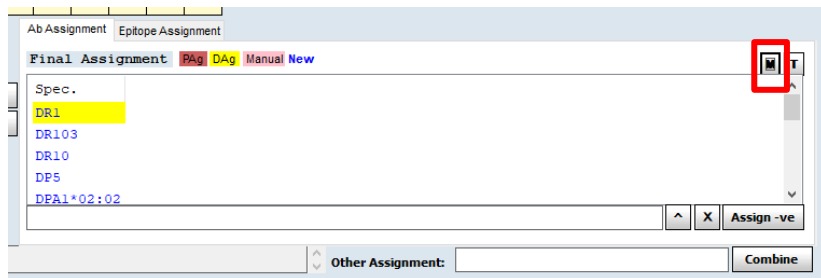 Ab Assignment Epitope Assignment
Final Assignment PAg DAg Manual New
M T
Spec.
DR1
DR103
DR10
DP5
DPA1*02:02
^ X Assign -ve
Other Assignment: Combine